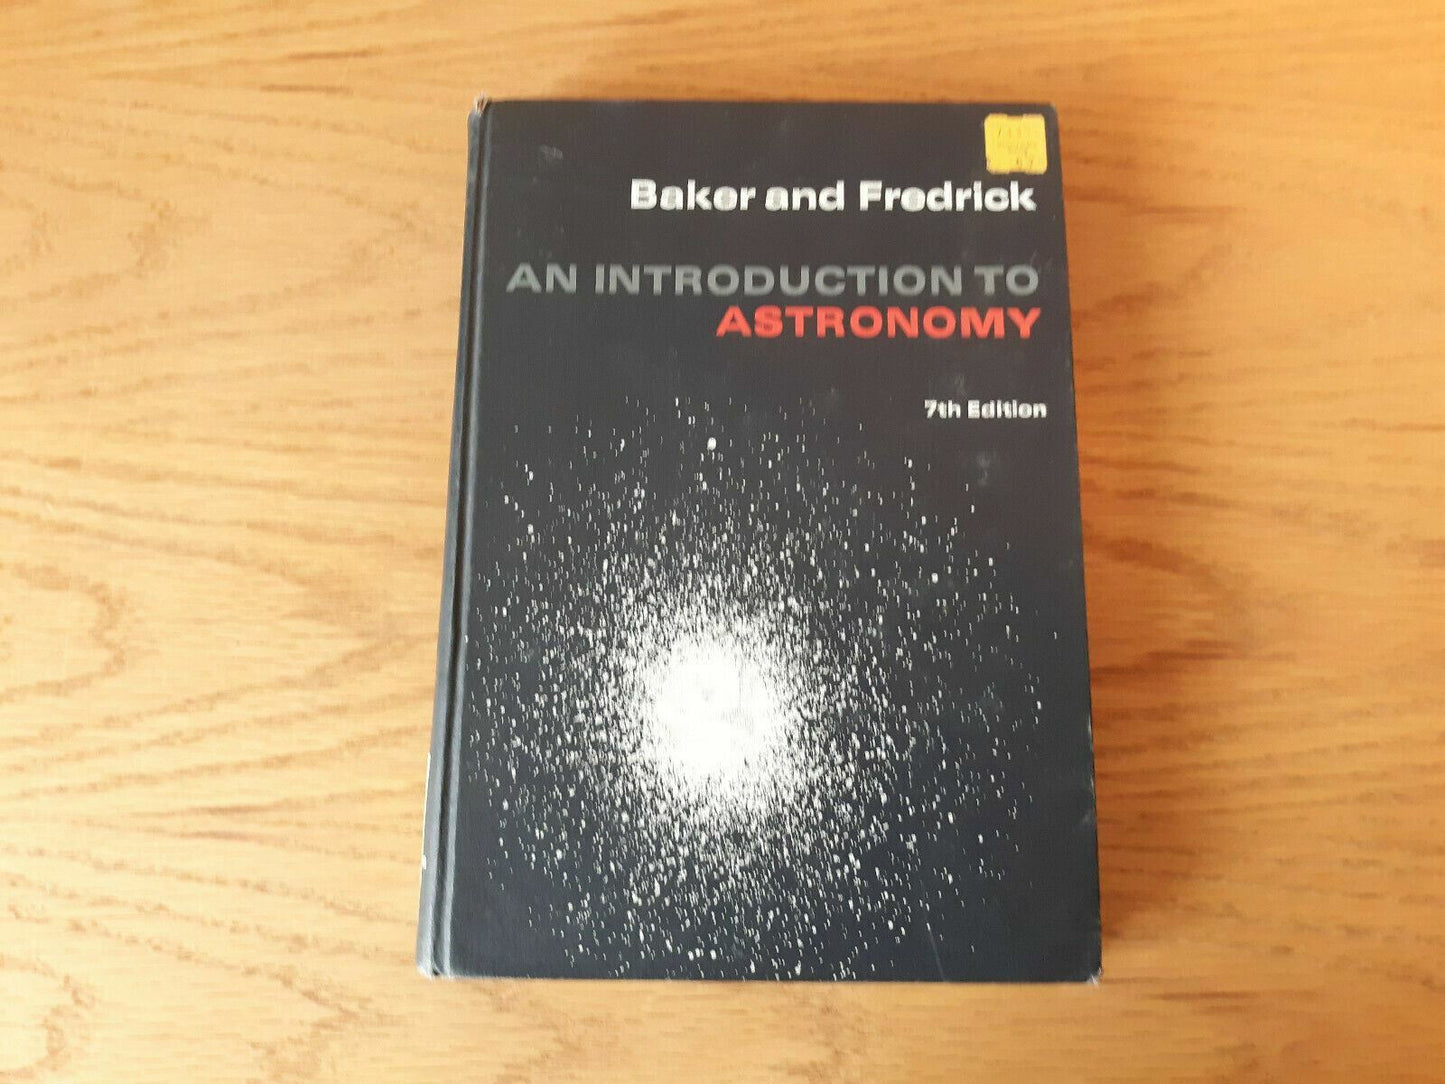 Baker and Fredrick
AN INTRODUCTION TO
ASTRONOMY
7th Edition